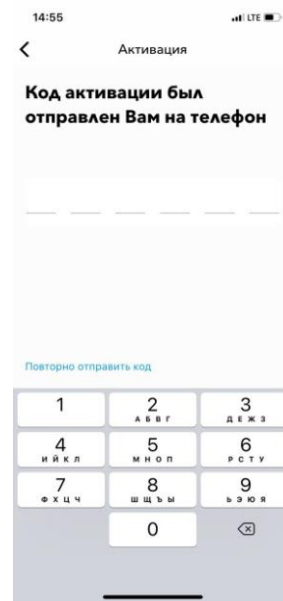 14:55 LTE
Активация
Код активации был
отправлен Вам на телефон
Повторно отправить код
1 2 3
АБВГ ДЕЖЗ
4 5 6
ИЙКЛ МНОП РСТУ
7 8 9
ФХЦЧ ШЩЪЫ ЬЭЮЯ
0